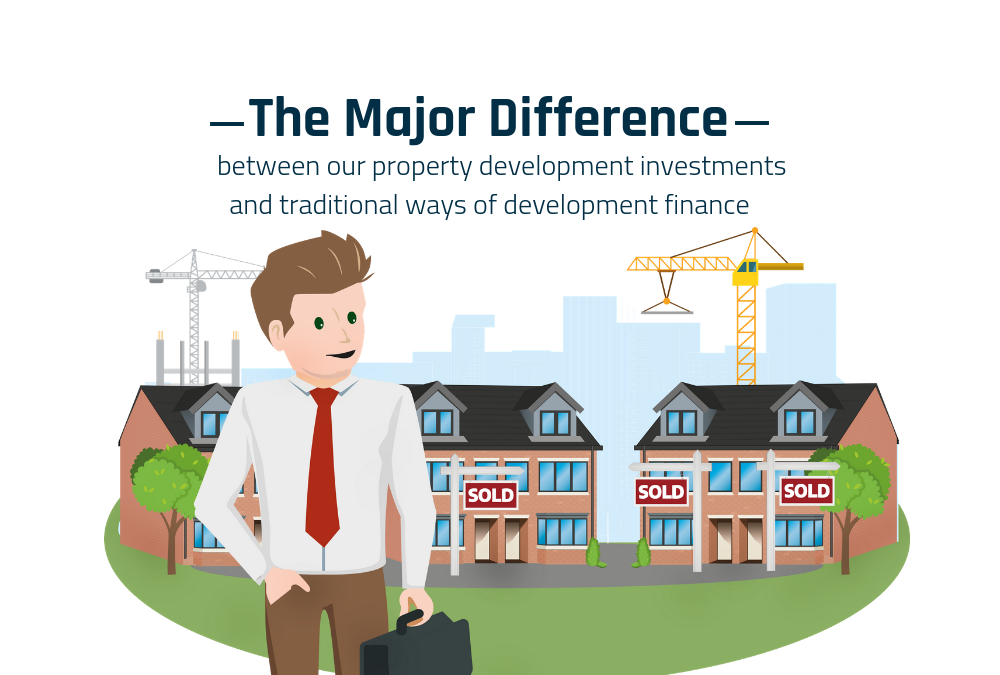 The Major Difference
between our property development investments
and traditional ways of development finance
SOLD
SOLD
SOLD